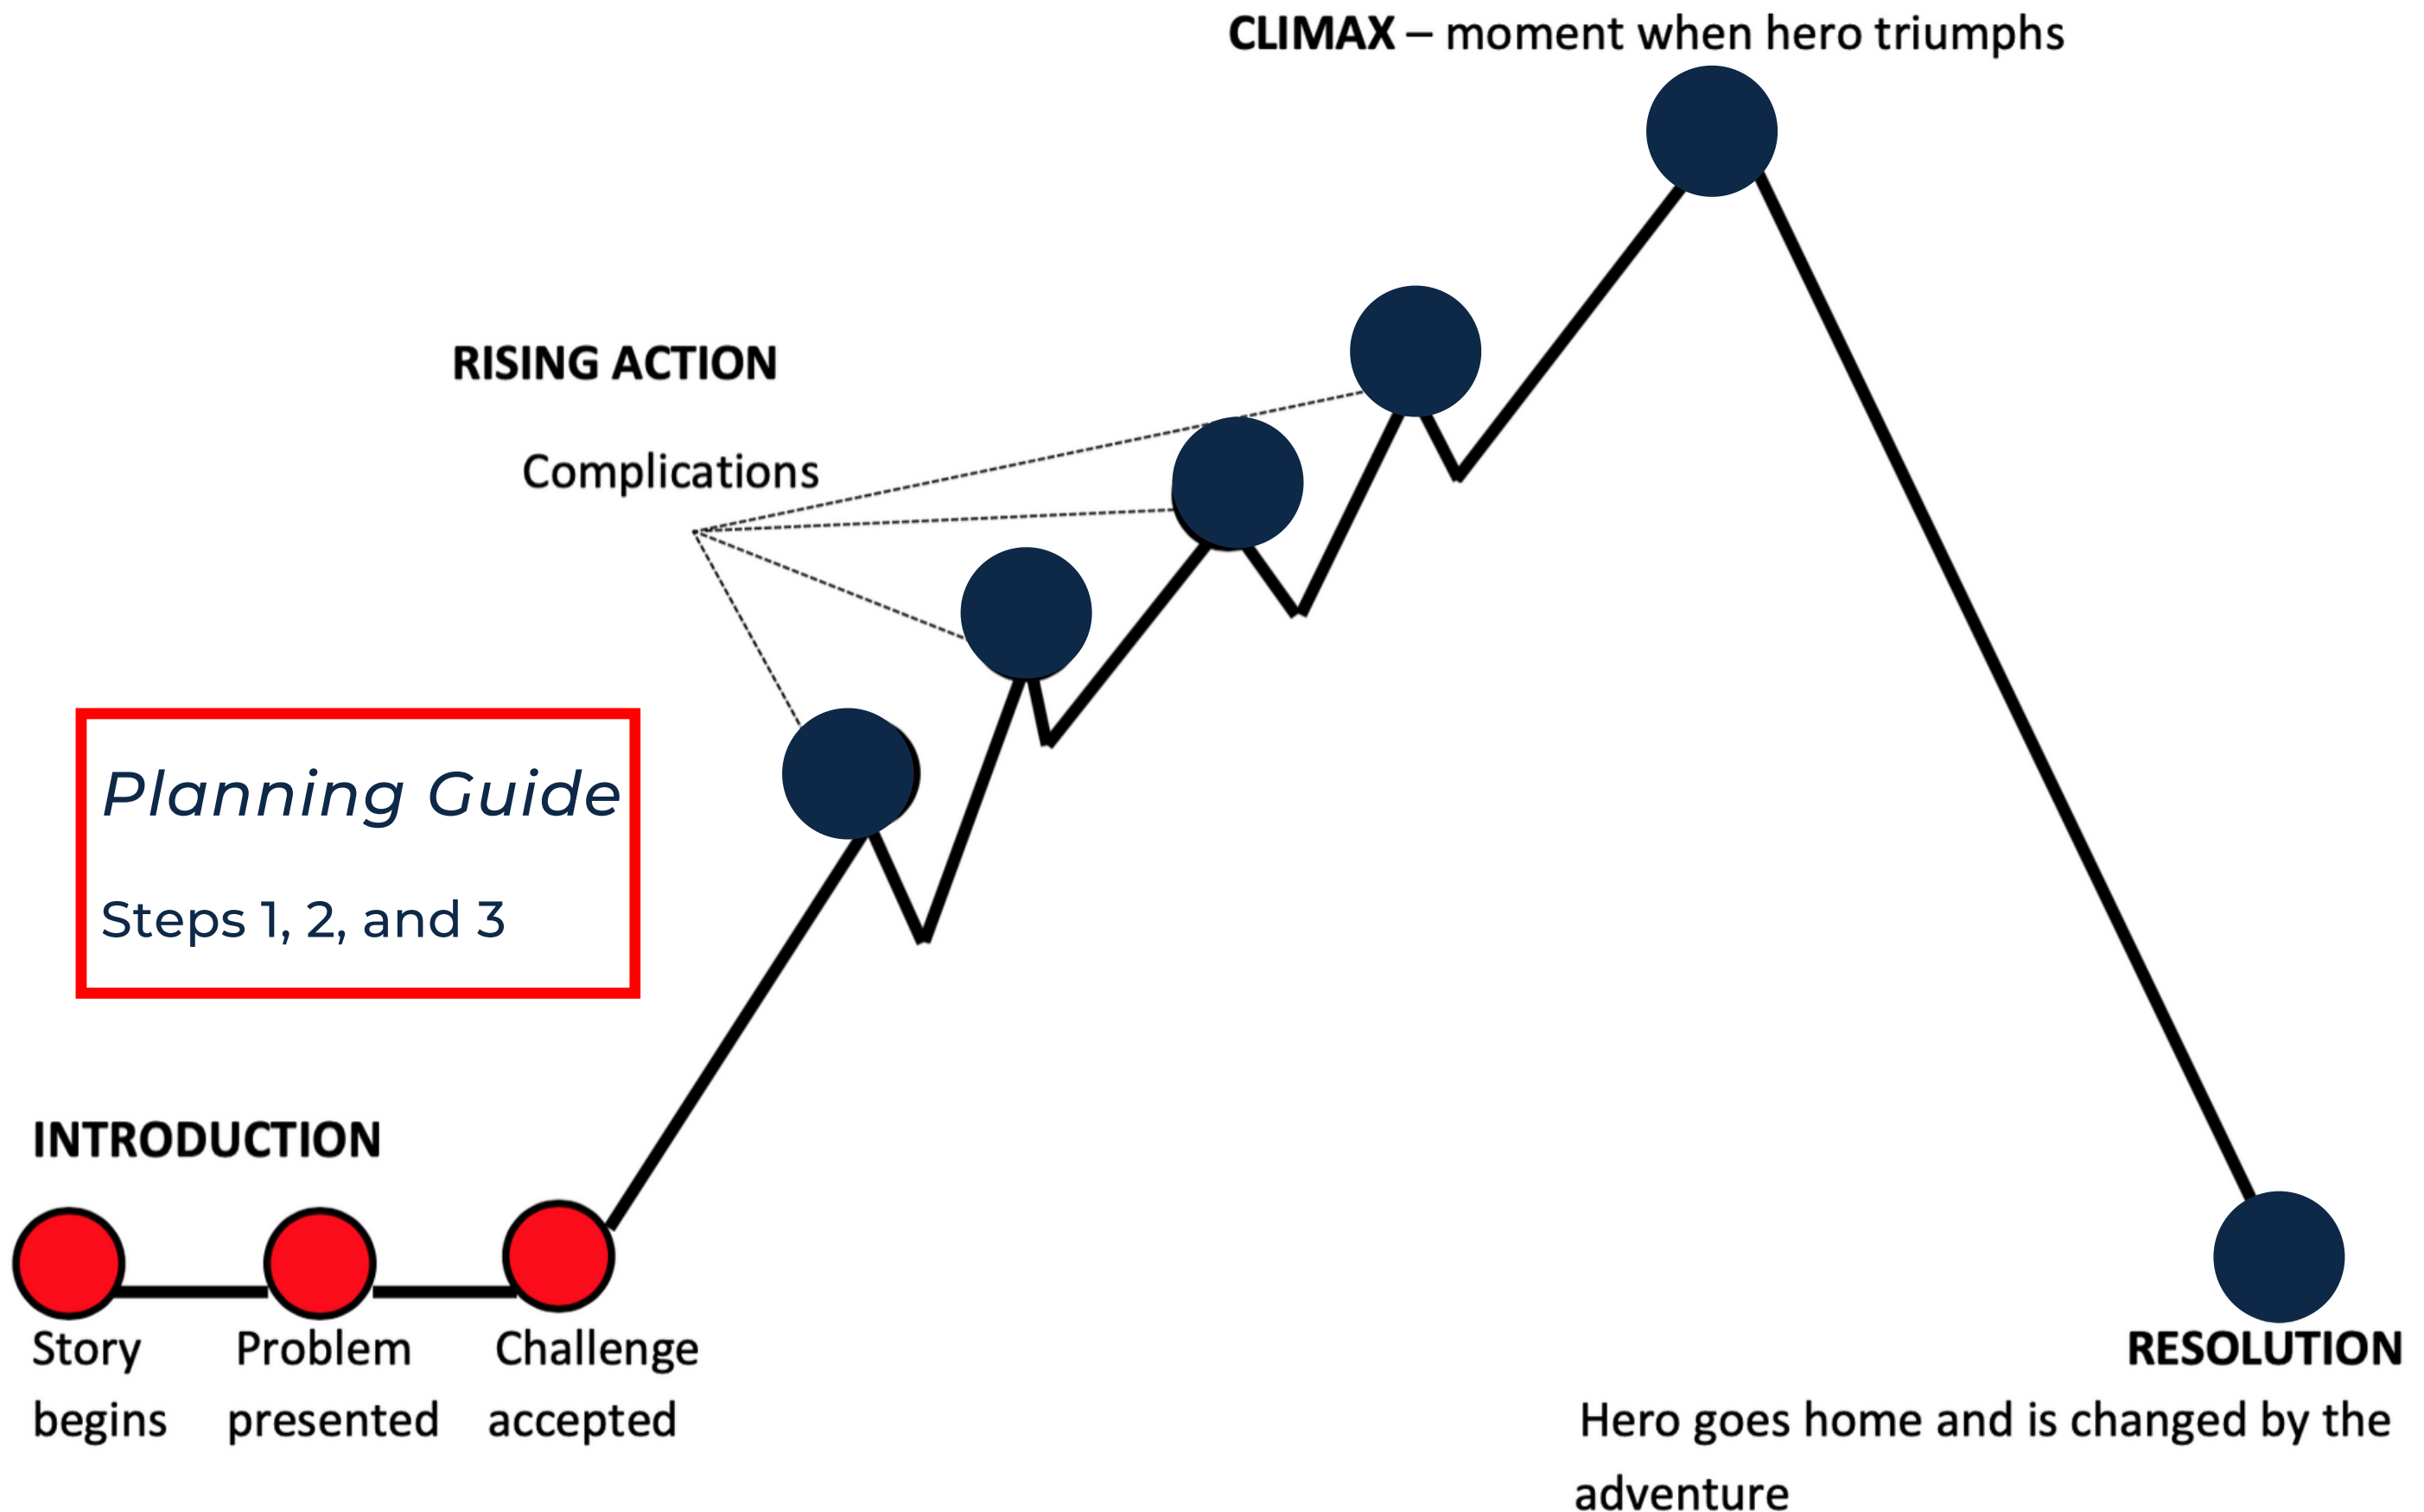 CLIMAX – moment when hero triumphs
RISING ACTION
Complications
Planning Guide
Steps 1, 2, and 3
INTRODUCTION
Story
begins
Problem
presented
Challenge
accepted
RESOLUTION
Hero goes home and is changed by the
adventure